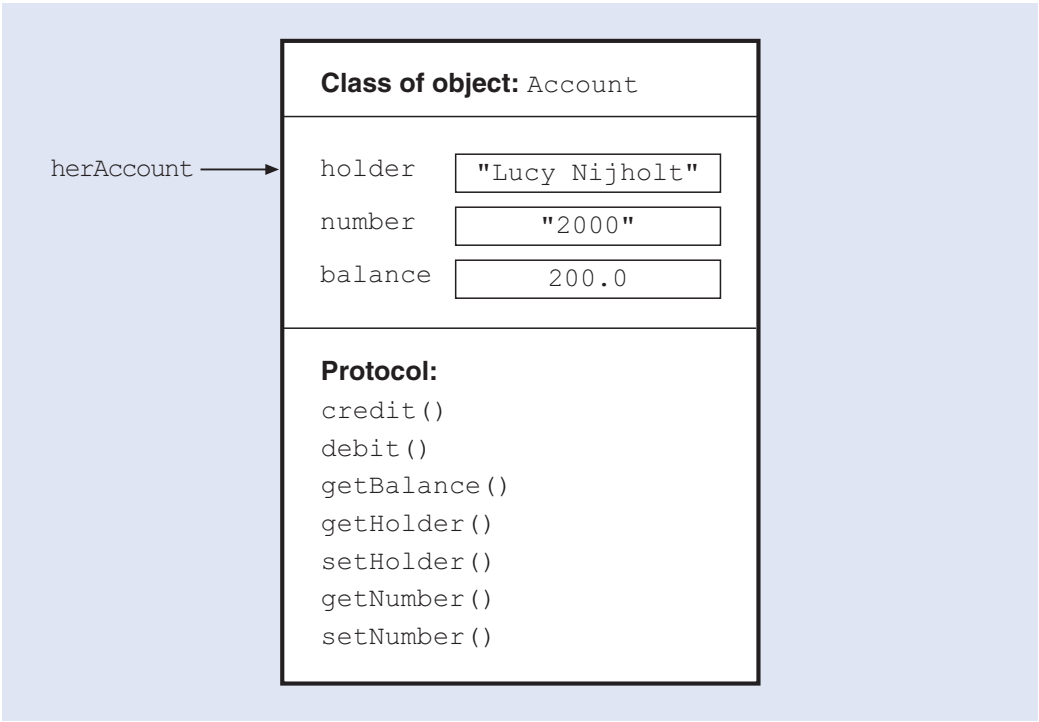 Class of object: Account
herAccount
holder "Lucy Nijholt"
number "2000"
balance 200.0
Protocol:
credit()
debit()
getBalance()
getHolder()
setHolder()
getNumber()
setNumber()